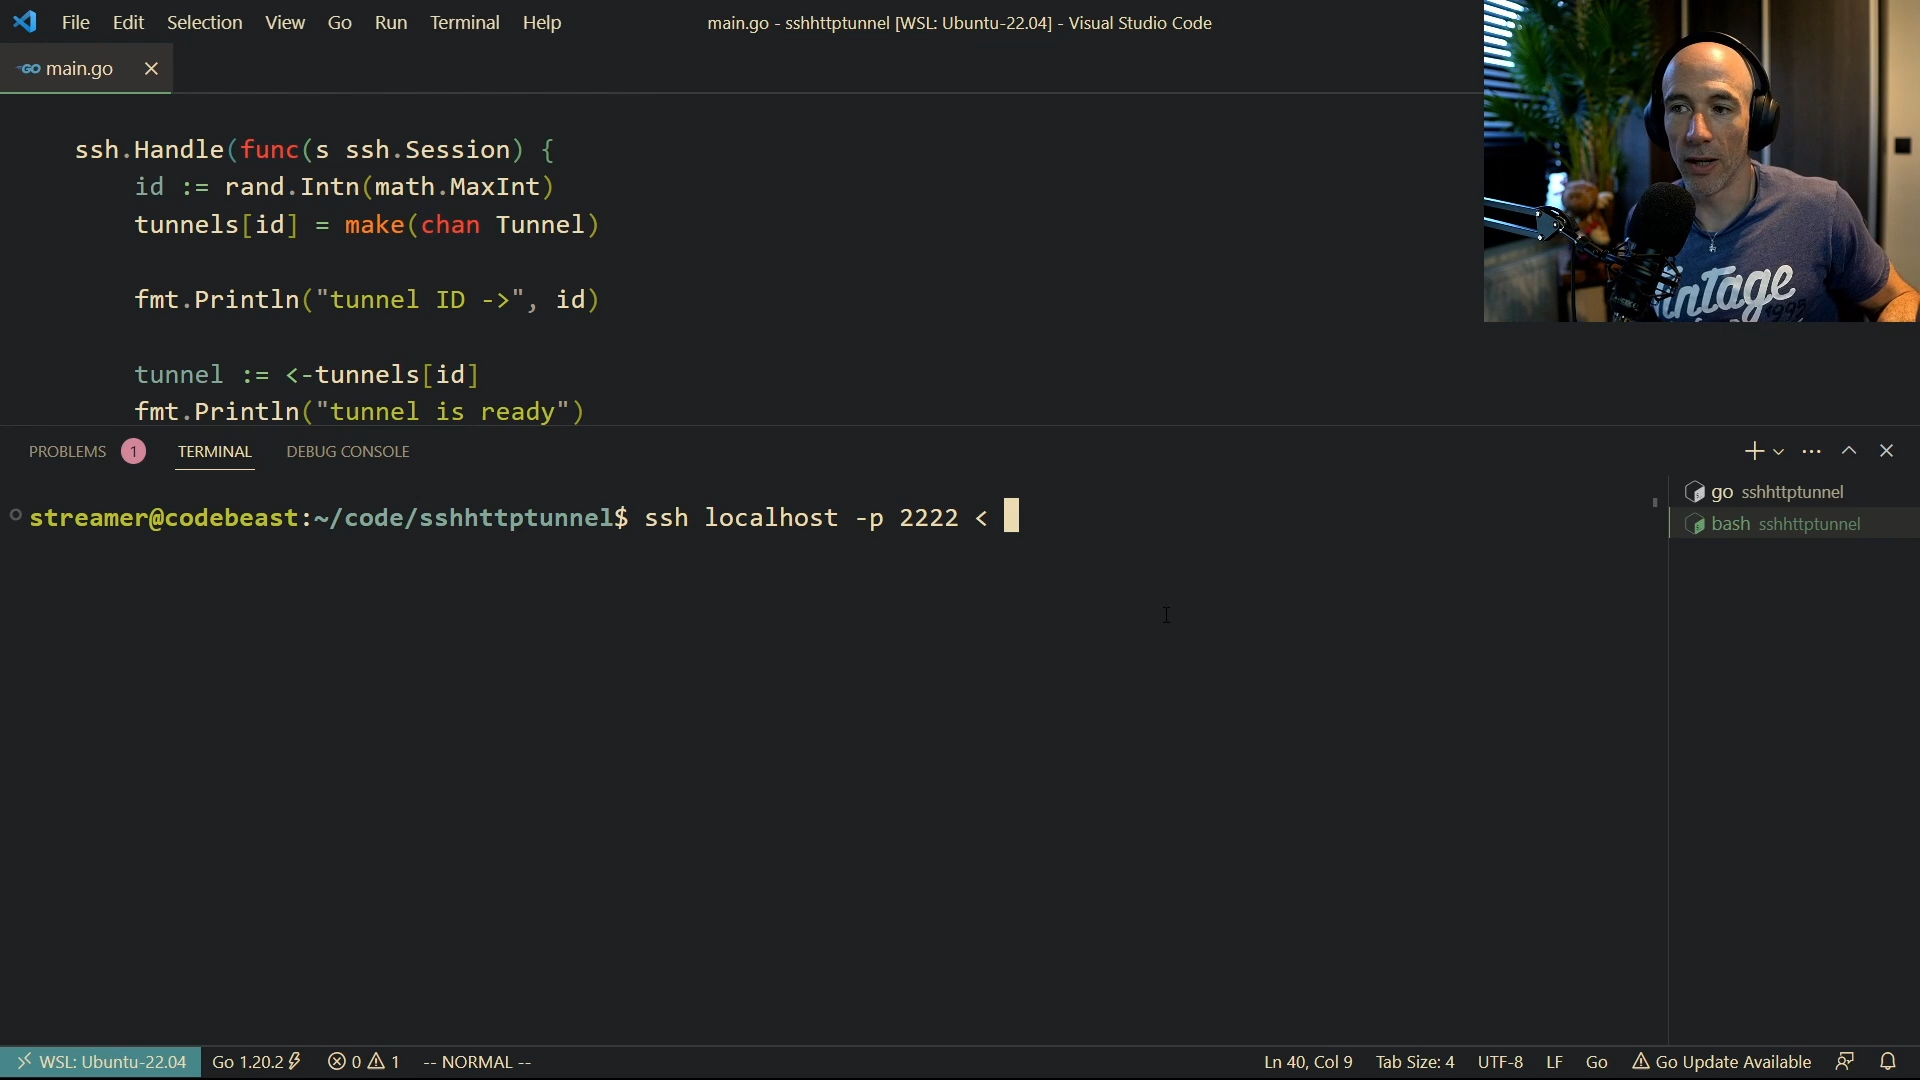 File Edit Selection View Go Run Terminal Help
main.go - sshhttptunnel [WSL: Ubuntu-22.04] - Visual Studio Code
GO main.go
ssh.Handle(func(s ssh.Session) {
id := rand.Intn(math.MaxInt)
tunnels[id] = make(chan Tunnel)
fmt.Println("tunnel ID ->", id)
tunnel := <-tunnels[id]
fmt.Println("tunnel is ready")
intage
1992
PROBLEMS 1 TERMINAL DEBUG CONSOLE
streamer@codebeast:~/code/sshhttptunnel$ ssh localhost -p 2222 <
go sshhttptunnel
bash sshhttptunnel
WSL: Ubuntu-22.04 Go 1.20.2 0 1 -- NORMAL -- Ln 40, Col 9 Tab Size: 4 UTF-8 LF Go Go Update Available